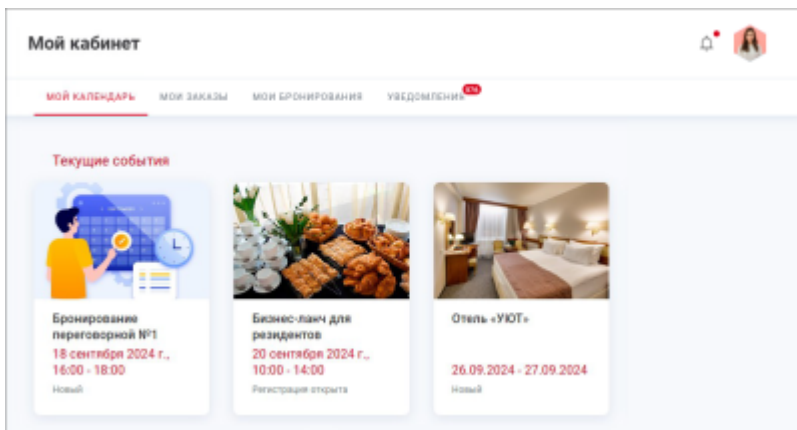 Мой кабинет
МОЙ КАЛЕНДАРЬ МОИ ЗАКАЗЫ МОИ БРОНИРОВАНИЯ УВЕДОМЛЕНИЯ
Текущие события
Бронирование
переговорной №1
18 сентября 2024 г.,
16:00 - 18:00
Новый
Бизнес-ланч для
резидентов
20 сентября 2024 г.,
10:00 - 14:00
Регистрация открыта
Отель «УЮТ»
26.09.2024 - 27.09.2024
Новый